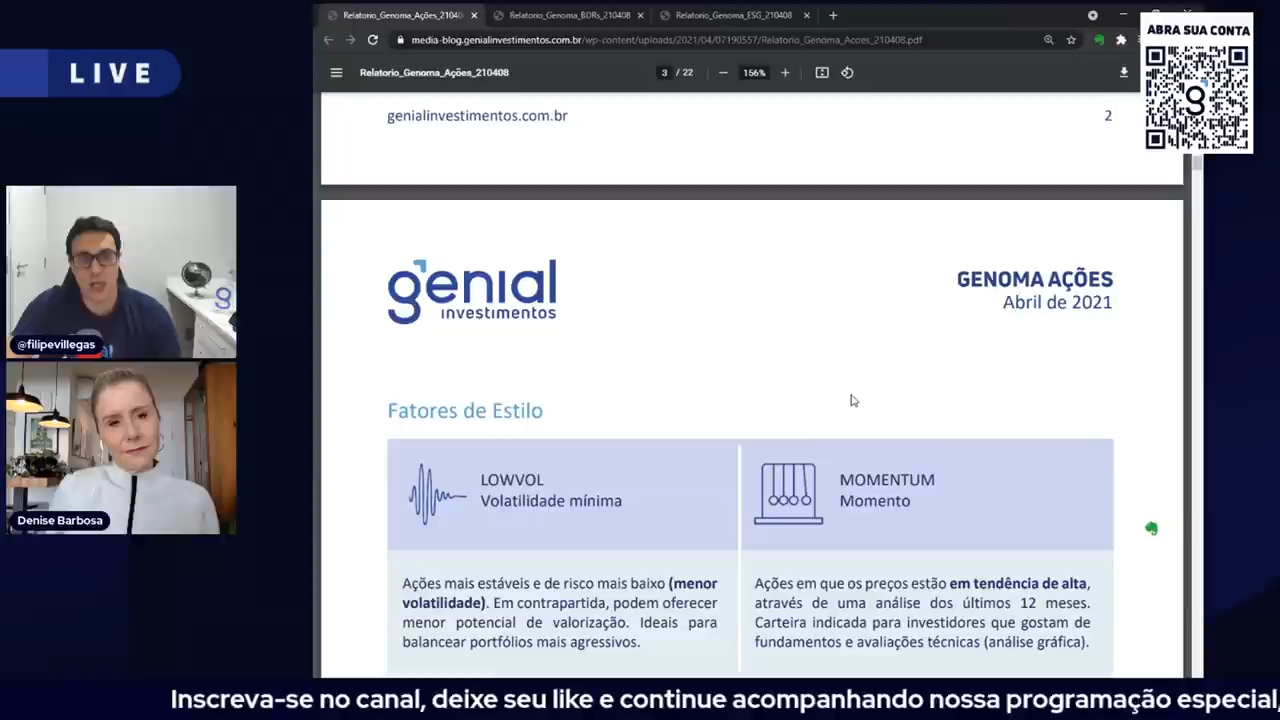 Relatorio_Genoma_Ações_2104
Relatorio_Genoma_BDRs_210408
Relatorio_Genoma_ESG_210408
media-blog.genialinvestimentos.com.br/wp-content/uploads/2021/04/07190557/Relatorio_Genoma_Acoes_210408.pdf
ABRA SUA CONTA
LIVE
Relatorio_Genoma_Ações_210408
3 / 22
156%
genialinvestimentos.com.br
2
genial
investimentos
GENOMA AÇÕES
Abril de 2021
@filipevillegas
Denise Barbosa
Fatores de Estilo
LOWVOL
Volatilidade mínima
MOMENTUM
Momento
Ações mais estáveis e de risco mais baixo (menor
volatilidade). Em contrapartida, podem oferecer
menor potencial de valorização. Ideais para
balancear portfólios mais agressivos.
Ações em que os preços estão em tendência de alta,
através de uma análise dos últimos 12 meses.
Carteira indicada para investidores que gostam de
fundamentos e avaliações técnicas (análise gráfica).
Inscreva-se no canal, deixe seu like e continue acompanhando nossa programação especial,